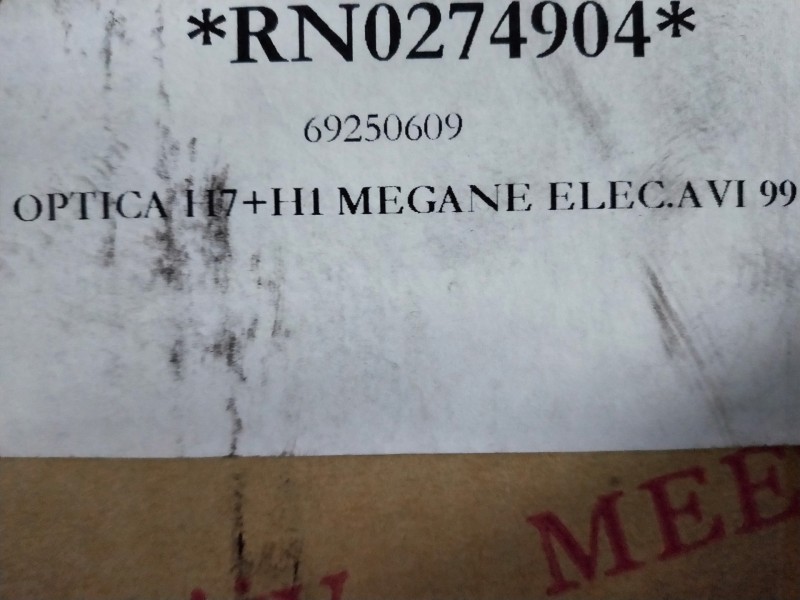 *RN0274904*
69250609
OPTICA H7+H1 MEGANE ELEC.AVI 99
MEE